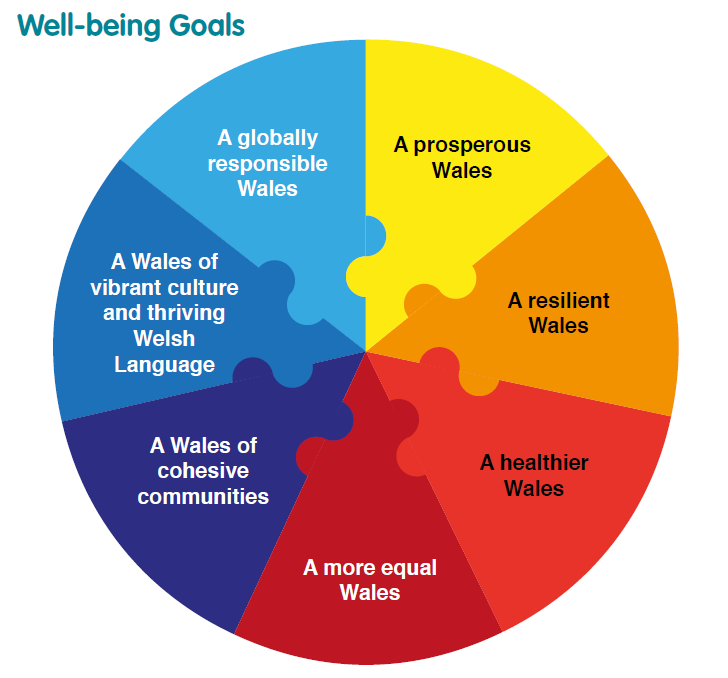 Well-being Goals
A globally
responsible
Wales
A prosperous
Wales
A resilient
Wales
A healthier
Wales
A more equal
Wales
A Wales of
cohesive
communities
A Wales of
vibrant culture
and thriving
Welsh
Language